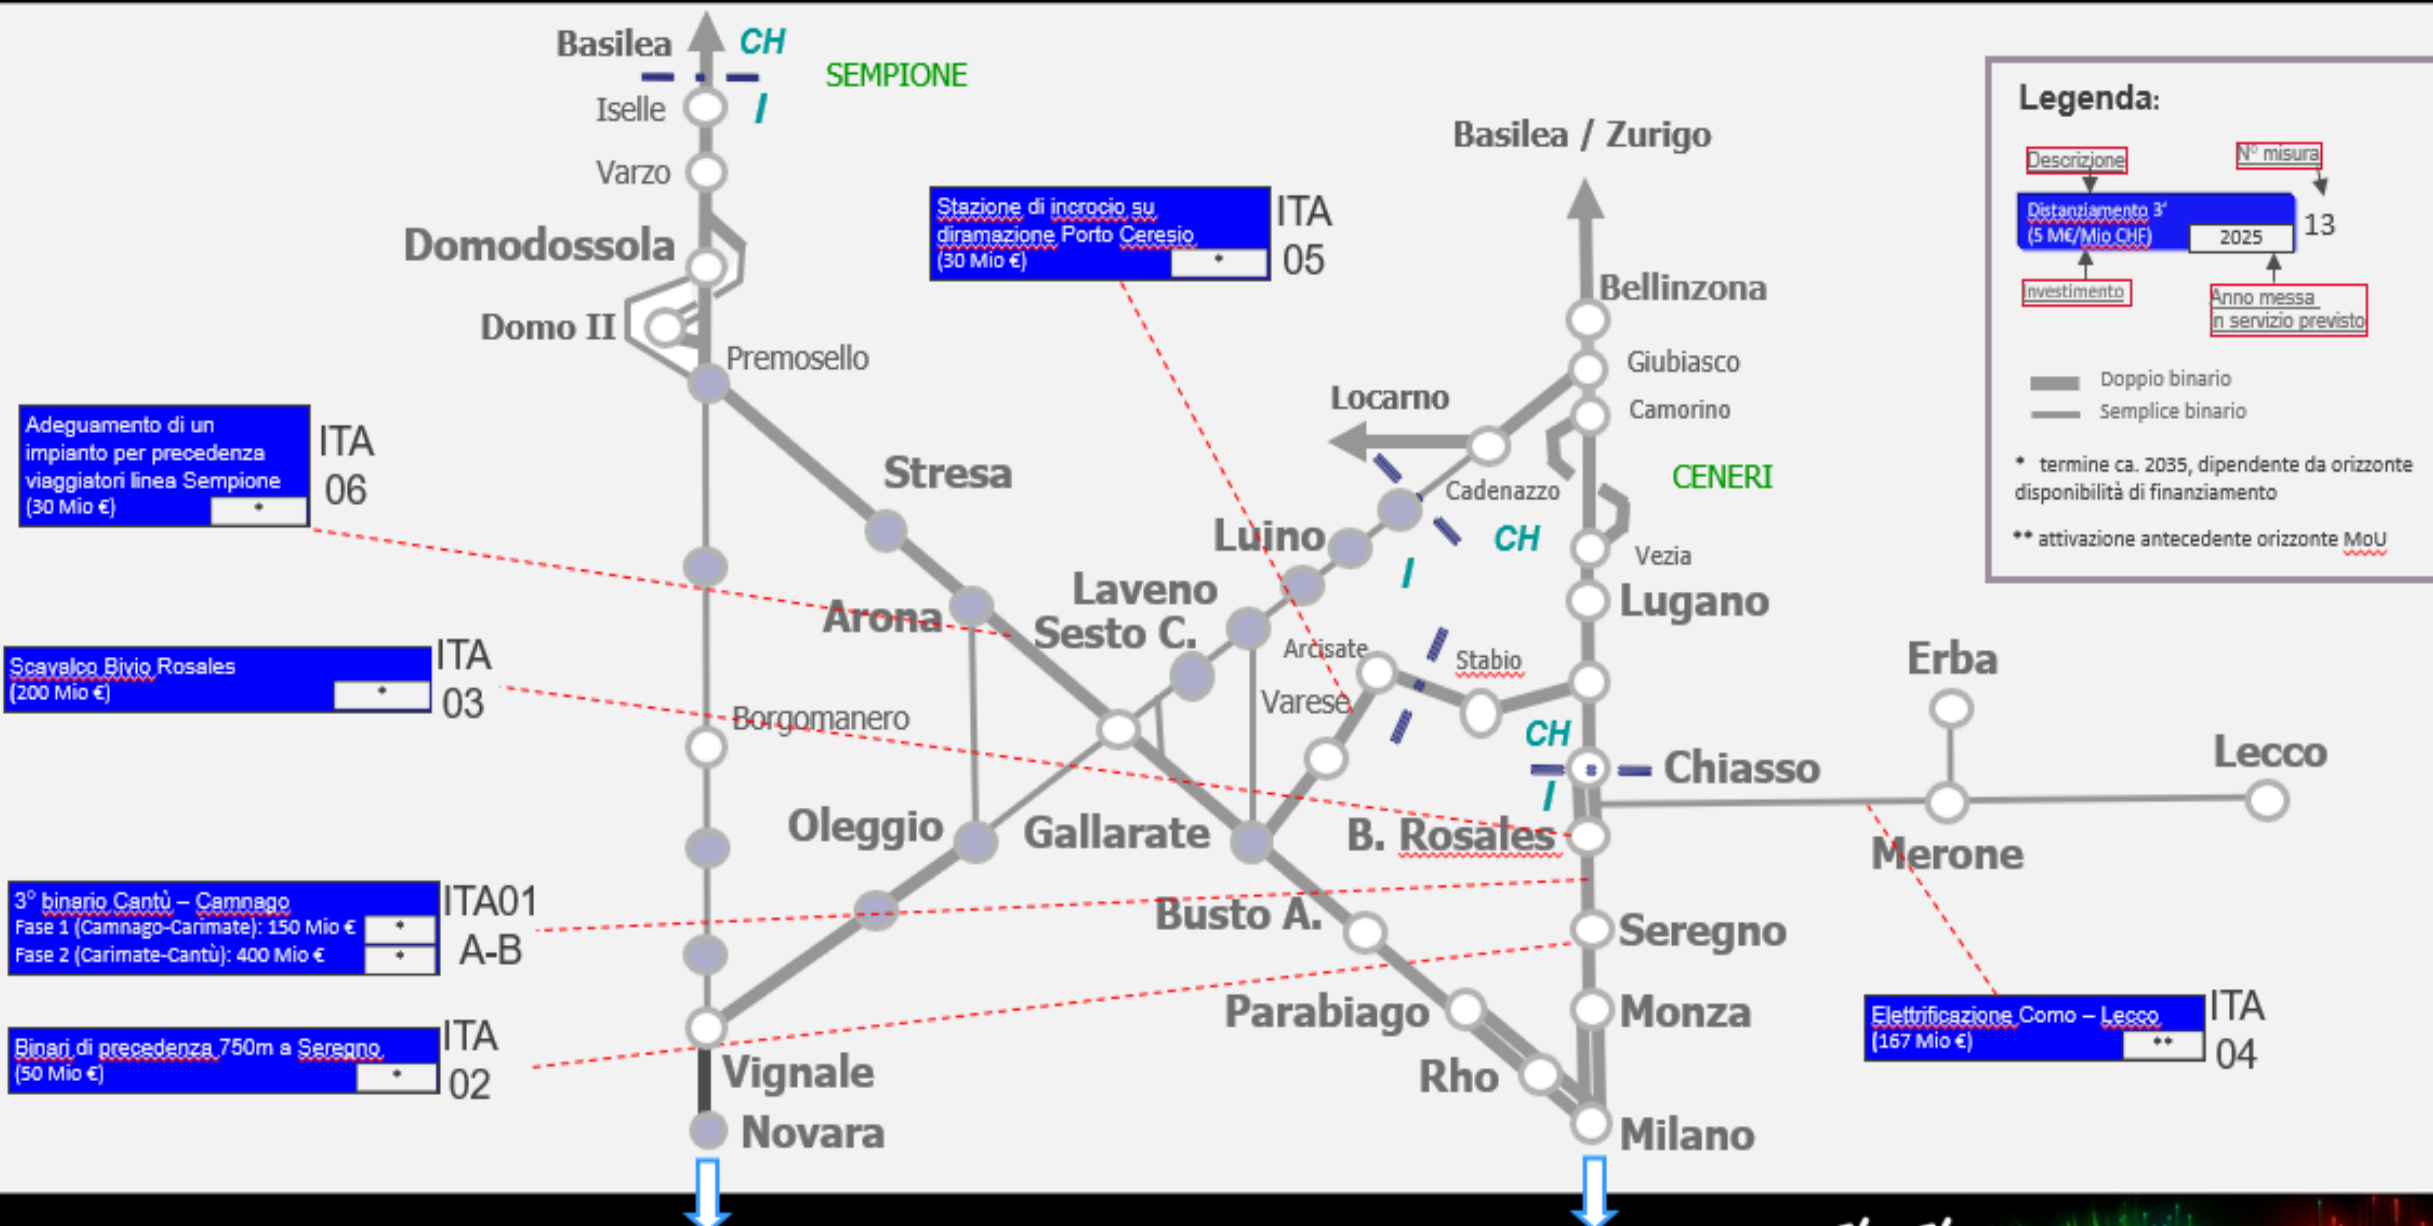 Basilea
CH
SEMPIONE
Iselle
I
Varzo
Domodossola
Domo II
Premosello
Stazione di incrocio su
diramazione Porto Ceresio
(30 Mio €)
*
ITA
05
Basilea / Zurigo
Bellinzona
Giubiasco
Locarno
Camorino
Cadenazzo
CENERI
Legenda:
Descrizione
N° misura
Distanziamento 3'
(5 M€/Mio CHF)
2025
13
Investimento
Anno messa
in servizio previsto
Doppio binario
Semplice binario
* termine ca. 2035, dipendente da orizzonte
disponibilità di finanziamento
** attivazione antecedente orizzonte MoU
Adeguamento di un
impianto per precedenza
viaggiatori linea Sempione
(30 Mio €)
*
ITA
06
Stresa
Luino
CH
I
Vezia
Laveno
Lugano
Arona
Sesto C.
Arcisate
Stabio
Varese
Erba
Scavalco Bivio Rosales
(200 Mio €)
*
ITA
03
Borgomanero
CH
Chiasso
I
Lecco
Oleggio
Gallarate
B. Rosales
Merone
3° binario Cantù – Camnago
Fase 1 (Camnago-Carimate): 150 Mio €
*
Fase 2 (Carimate-Cantù): 400 Mio €
*
ITA01
A-B
Busto A.
Seregno
Binari di precedenza 750m a Seregno
(50 Mio €)
*
ITA
02
Parabiago
Monza
Elettrificazione Como – Lecco
(167 Mio €)
**
ITA
04
Vignale
Rho
Novara
Milano